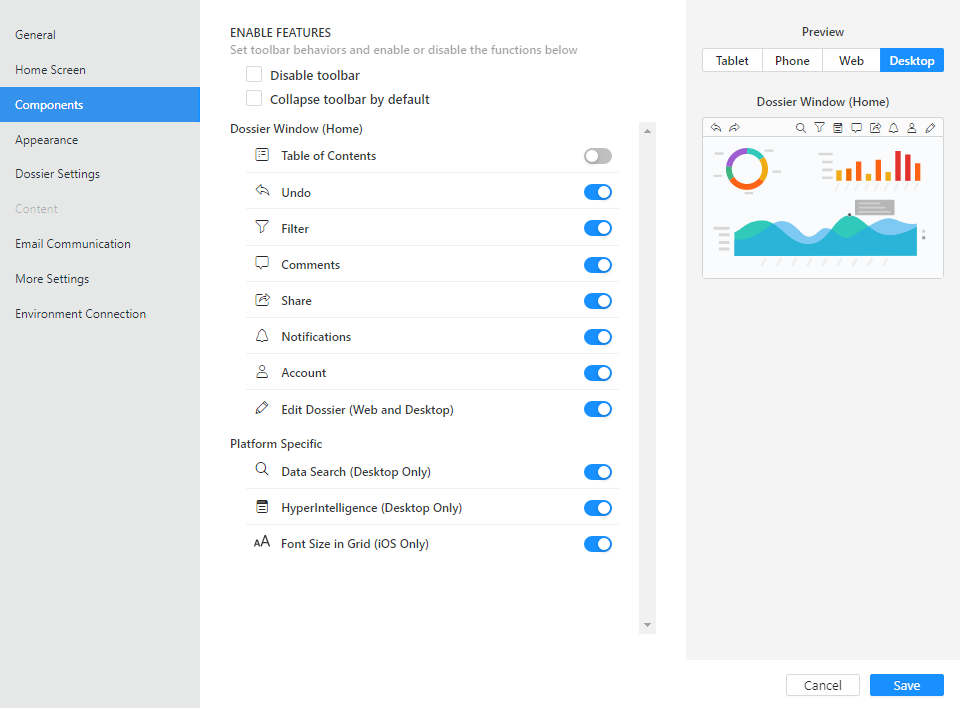 General
Home Screen
Components
Appearance
Dossier Settings
Content
Email Communication
More Settings
Environment Connection
ENABLE FEATURES
Set toolbar behaviors and enable or disable the functions below
Disable toolbar
Collapse toolbar by default
Dossier Window (Home)
Table of Contents
Undo
Filter
Comments
Share
Notifications
Account
Edit Dossier (Web and Desktop)
Platform Specific
Data Search (Desktop Only)
HyperIntelligence (Desktop Only)
AA Font Size in Grid (iOS Only)
Preview
Tablet Phone Web Desktop
Dossier Window (Home)
Cancel Save